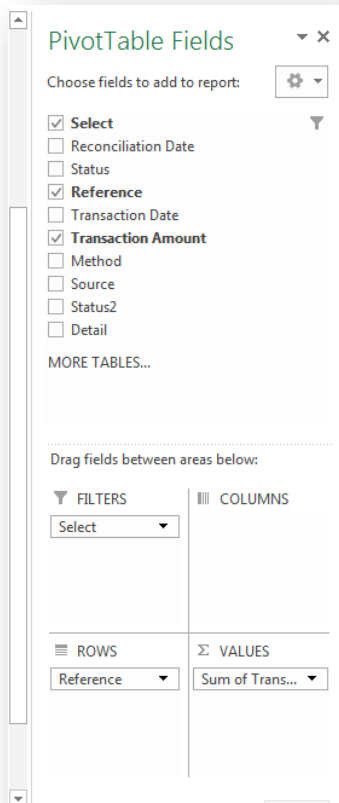 PivotTable Fields
Choose fields to add to report:
Select
Reconciliation Date
Status
Reference
Transaction Date
Transaction Amount
Method
Source
Status2
Detail
MORE TABLES...
Drag fields between areas below:
FILTERS
COLUMNS
Select
ROWS
Σ VALUES
Reference
Sum of Trans...